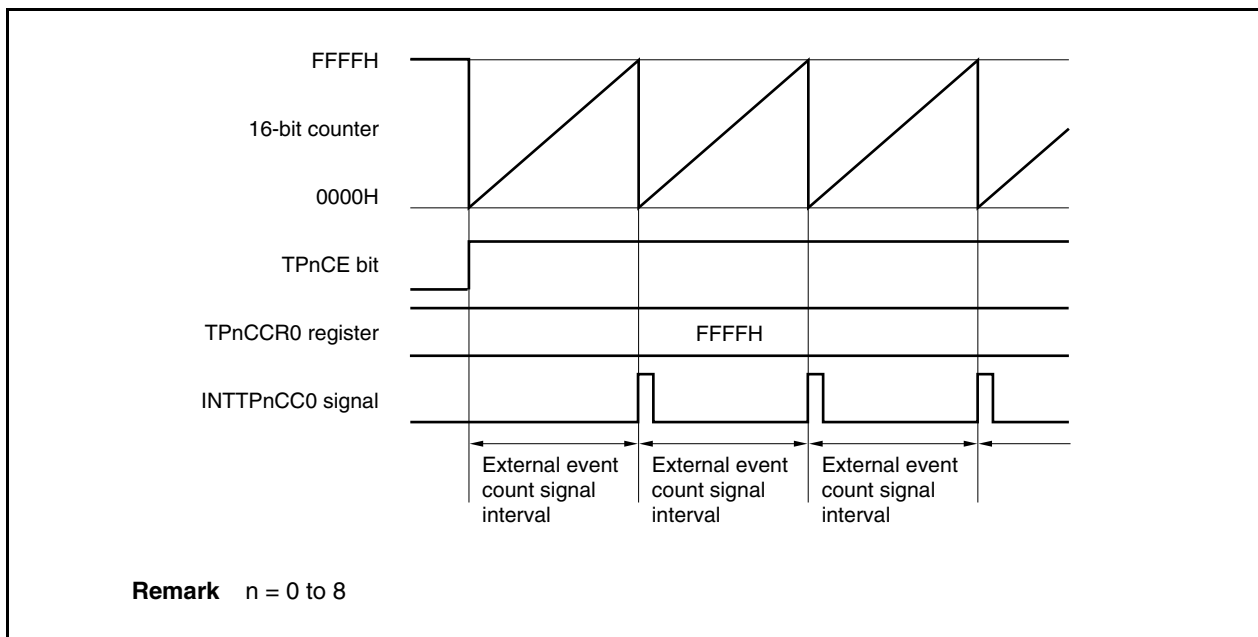 FFFFH
16-bit counter
0000H
TPnCE bit
TPnCCR0 register
FFFFH
INTTPnCC0 signal
External event
count signal
interval
External event
count signal
interval
External event
count signal
interval
Remark n = 0 to 8